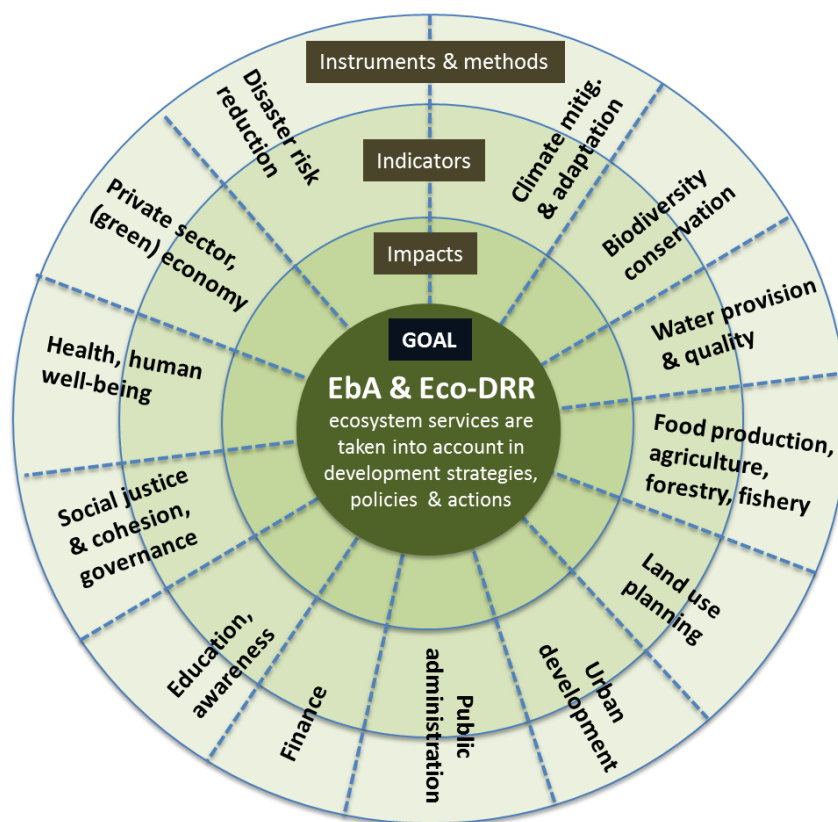 Instruments & methods
Indicators
Impacts
GOAL
EbA & Eco-DRR
ecosystem services are
taken into account in
development strategies,
policies & actions
Climate mitig.
& adaptation
Biodiversity
conservation
Water provision
& quality
Food production,
agriculture,
forestry, fishery
Land use
planning
Urban
development
Public
administration
Finance
Education,
awareness
Social justice
& cohesion,
governance
Health, human
well-being
Private sector,
(green) economy
Disaster risk
reduction